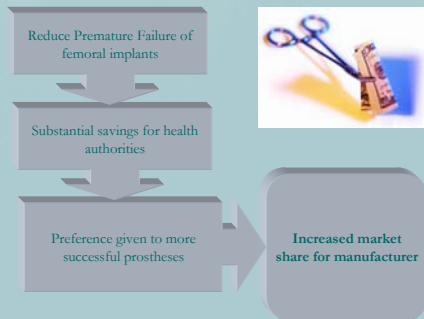 Reduce Premature Failure of
femoral implants
Substantial savings for health
authorities
Preference given to more
successful prostheses
Increased market
share for manufacturer